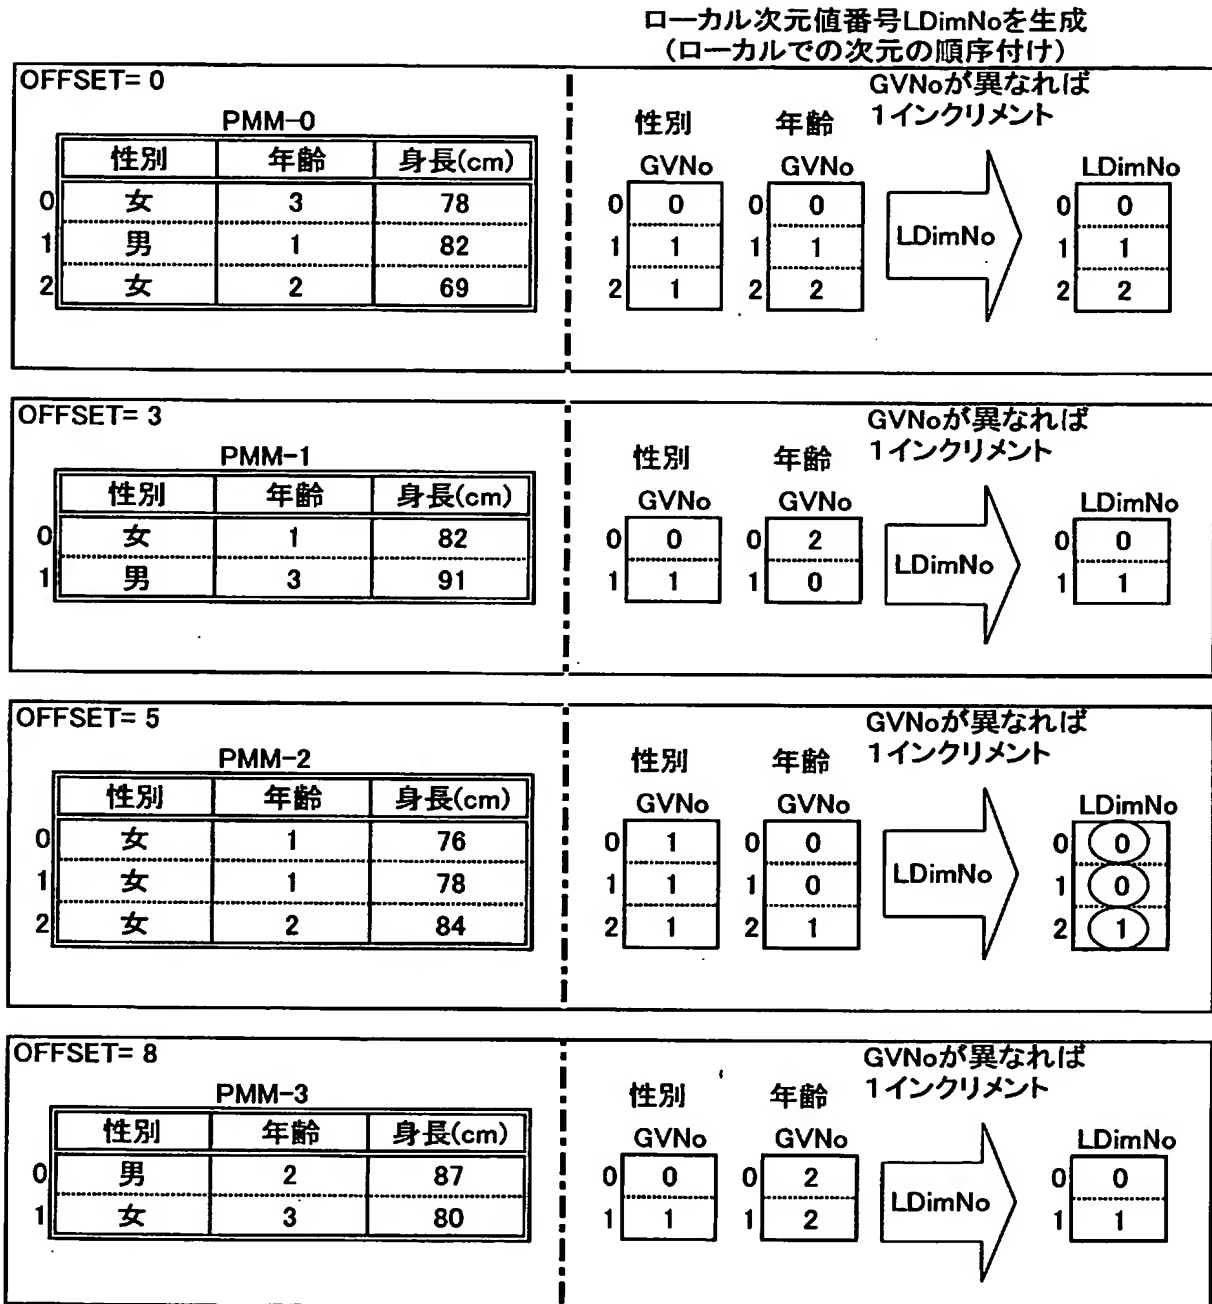 ローカル次元値番号LDimNoを生成
(ローカルでの次元の順序付け)
OFFSET= 0
PMM-0
性別 年齢 身長(cm)
0 女 3 78
1 男 1 82
2 女 2 69
性別 年齢
GVNoが異なれば
1インクリメント
GVNo GVNo LDimNo
0 0 0 0 LDimNo 0 0
1 1 1 1 1 1
2 1 2 2 2 2
OFFSET= 3
PMM-1
性別 年齢 身長(cm)
0 女 1 82
1 男 3 91
性別 年齢
GVNoが異なれば
1インクリメント
GVNo GVNo LDimNo
0 0 0 2 LDimNo 0 0
1 1 1 0 1 1
OFFSET= 5
PMM-2
性別 年齢 身長(cm)
0 女 1 76
1 女 1 78
2 女 2 84
性別 年齢
GVNoが異なれば
1インクリメント
GVNo GVNo LDimNo
0 1 0 0 LDimNo 0 0
1 1 1 0 1 0
2 1 2 1 2 1
OFFSET= 8
PMM-3
性別 年齢 身長(cm)
0 男 2 87
1 女 3 80
性別 年齢
GVNoが異なれば
1インクリメント
GVNo GVNo LDimNo
0 0 0 2 LDimNo 0 0
1 1 1 2 1 1